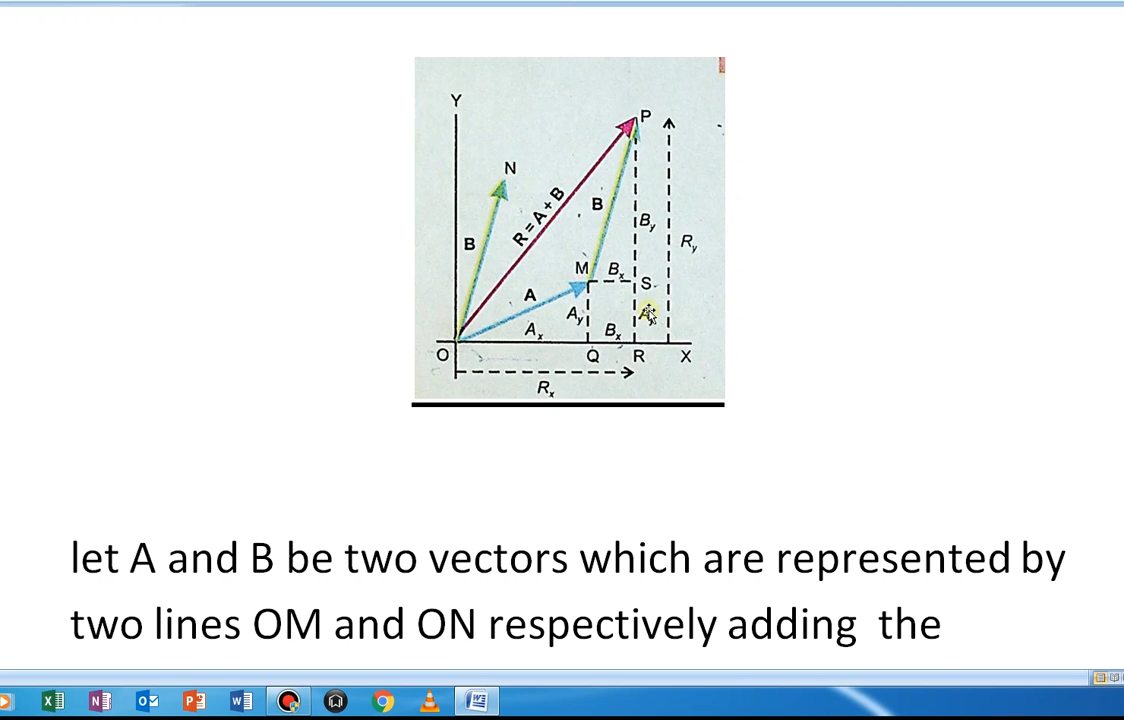 Y
P
N
B
R = A + B
B
B_y
R_y
M
B_x
S
A
A_y
A_x
B_x
A_y
O
Q
R
X
R_x
let A and B be two vectors which are represented by
two lines OM and ON respectively adding the